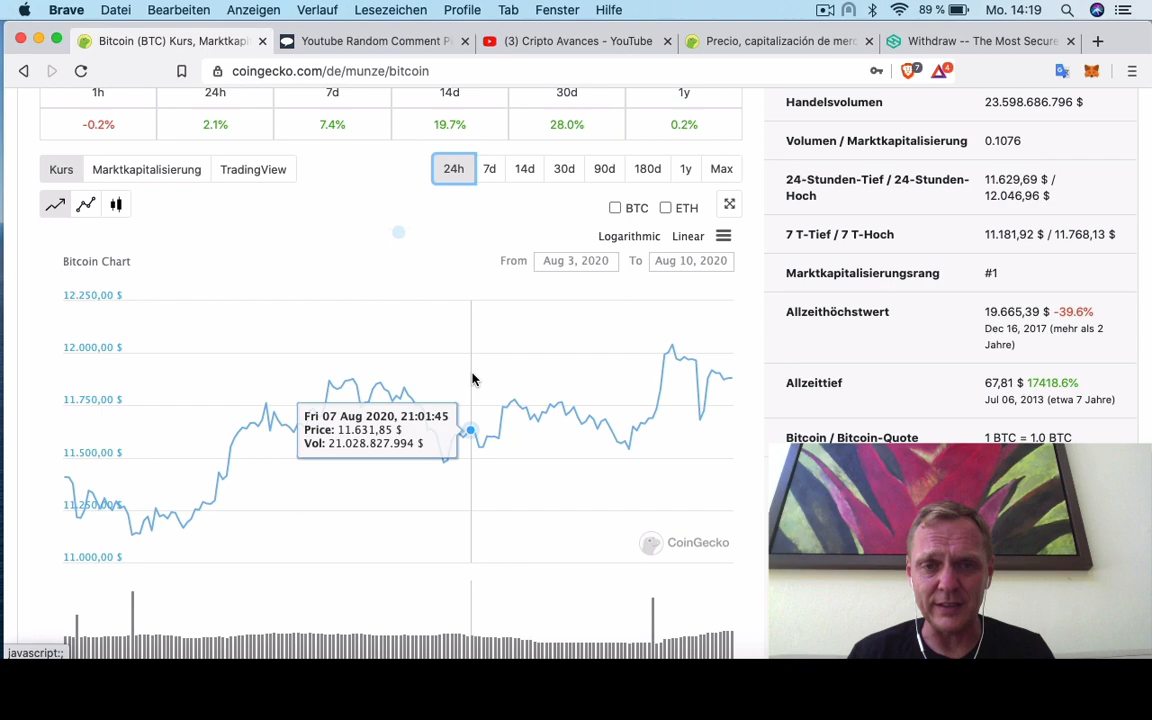 Brave Datei Bearbeiten Anzeigen Verlauf Lesezeichen Profile Tab Fenster Hilfe 89 % Mo. 14:19
Bitcoin (BTC) Kurs, Marktkapi Youtube Random Comment P (3) Cripto Avances - YouTube Precio, capitalización de merc Withdraw -- The Most Secure
coingecko.com/de/munze/bitcoin 7 4
1h 24h 7d 14d 30d 1y
-0.2% 2.1% 7.4% 19.7% 28.0% 0.2%
Kurs Marktkapitalisierung TradingView 24h 7d 14d 30d 90d 180d 1y Max
BTC ETH
Logarithmic Linear
Bitcoin Chart From Aug 3, 2020 To Aug 10, 2020
12.250,00 $
12.000,00 $
11.750,00 $
11.500,00 $
11.250,00 $
11.000,00 $
Fri 07 Aug 2020, 21:01:45
Price: 11.631,85 $
Vol: 21.028.827.994 $
CoinGecko
Handelsvolumen 23.598.686.796 $
Volumen / Marktkapitalisierung 0.1076
24-Stunden-Tief / 24-Stunden-
Hoch
11.629,69 $ /
12.046,96 $
7 T-Tief / 7 T-Hoch 11.181,92 $ / 11.768,13 $
Marktkapitalisierungsrang #1
Allzeithöchstwert 19.665,39 $ -39.6%
Dec 16, 2017 (mehr als 2
Jahre)
Allzeittief 67,81 $ 17418.6%
Jul 06, 2013 (etwa 7 Jahre)
Bitcoin / Bitcoin-Quote 1 BTC = 1.0 BTC
javascript:;